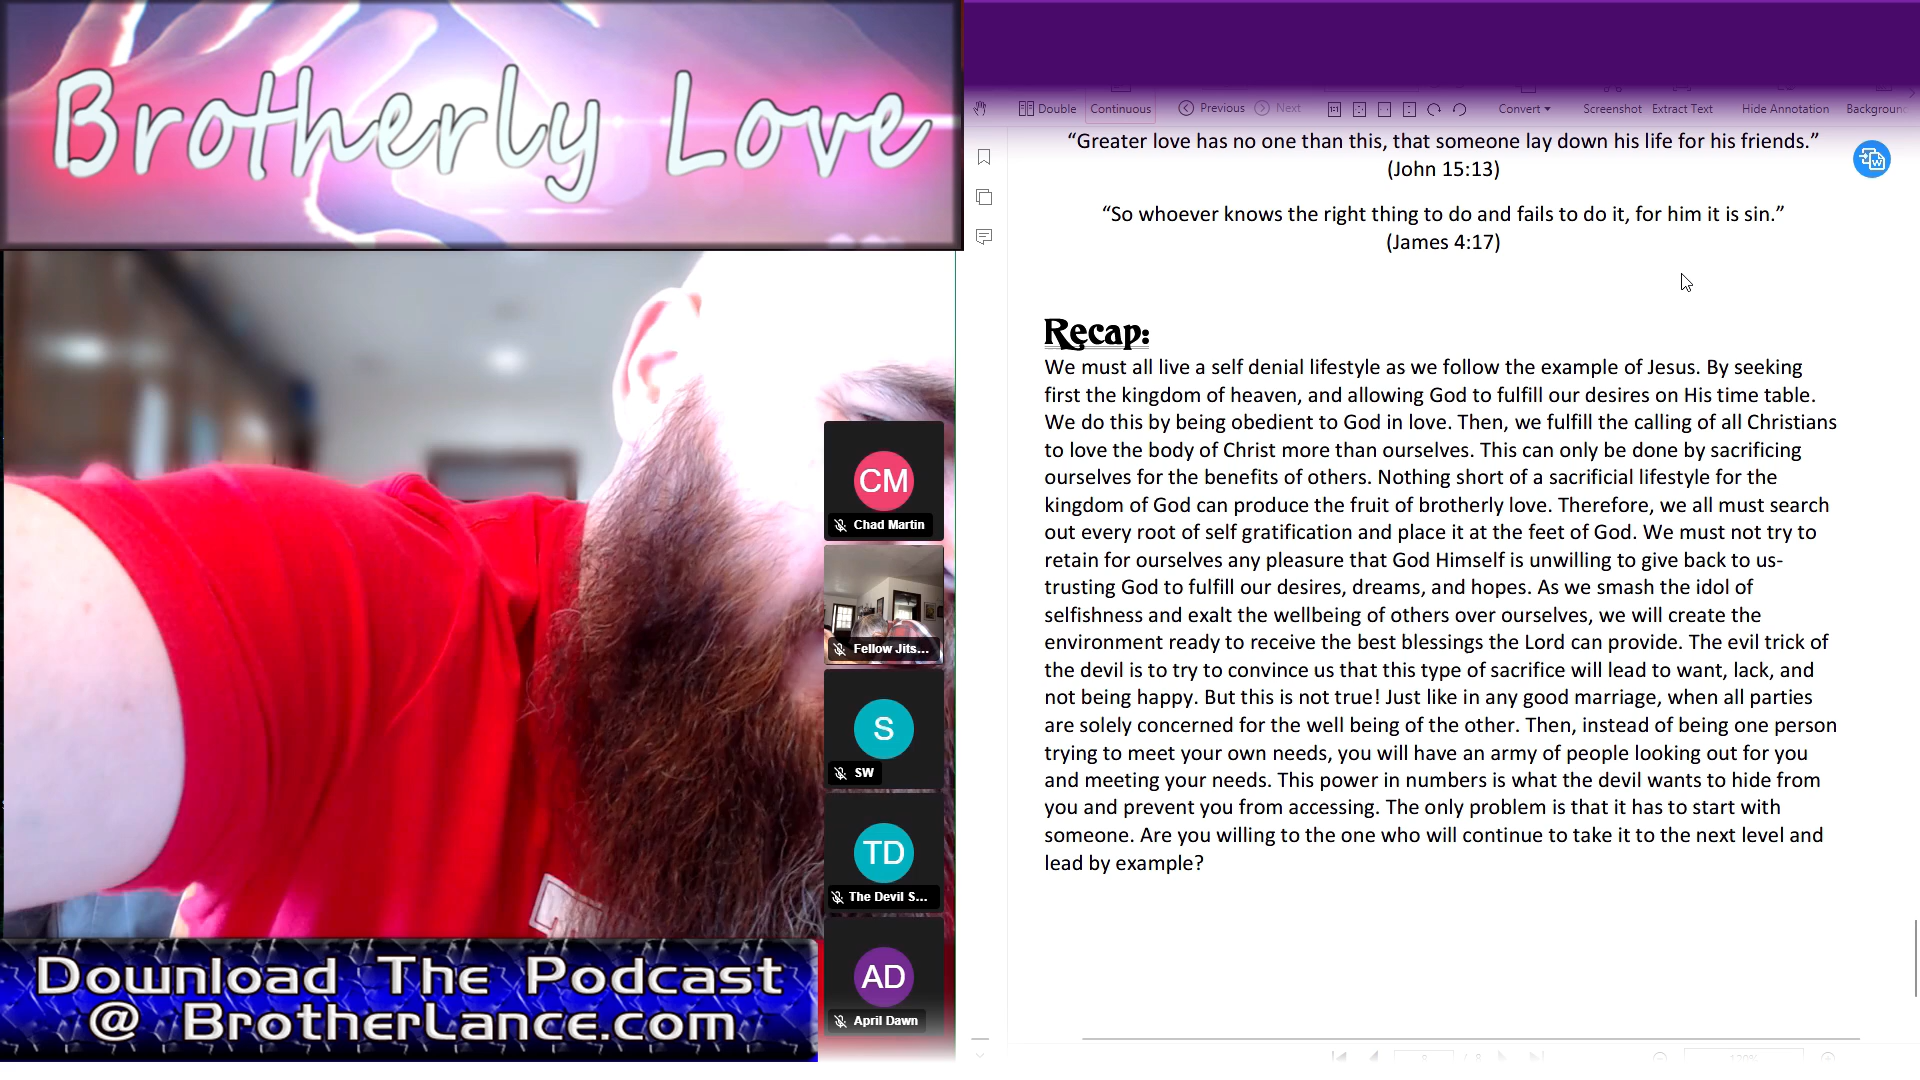 Brotherly Love
Double
Continuous
Previous
Next
Convert
Screenshot
Extract Text
Hide Annotation
“Greater love has no one than this, that someone lay down his life for his friends.”
(John 15:13)
“So whoever knows the right thing to do and fails to do it, for him it is sin.”
(James 4:17)
Recap:
We must all live a self denial lifestyle as we follow the example of Jesus. By seeking
first the kingdom of heaven, and allowing God to fulfill our desires on His time table.
We do this by being obedient to God in love. Then, we fulfill the calling of all Christians
to love the body of Christ more than ourselves. This can only be done by sacrificing
ourselves for the benefits of others. Nothing short of a sacrificial lifestyle for the
kingdom of God can produce the fruit of brotherly love. Therefore, we all must search
out every root of self gratification and place it at the feet of God. We must not try to
retain for ourselves any pleasure that God Himself is unwilling to give back to us-
trusting God to fulfill our desires, dreams, and hopes. As we smash the idol of
selfishness and exalt the wellbeing of others over ourselves, we will create the
environment ready to receive the best blessings the Lord can provide. The evil trick of
the devil is to try to convince us that this type of sacrifice will lead to want, lack, and
not being happy. But this is not true! Just like in any good marriage, when all parties
are solely concerned for the well being of the other. Then, instead of being one person
trying to meet your own needs, you will have an army of people looking out for you
and meeting your needs. This power in numbers is what the devil wants to hide from
you and prevent you from accessing. The only problem is that it has to start with
someone. Are you willing to the one who will continue to take it to the next level and
lead by example?
CM
Chad Martin
Fellow Jits...
S
SW
TD
The Devil S...
AD
April Dawn
Download The Podcast
@ BrotherLance.com